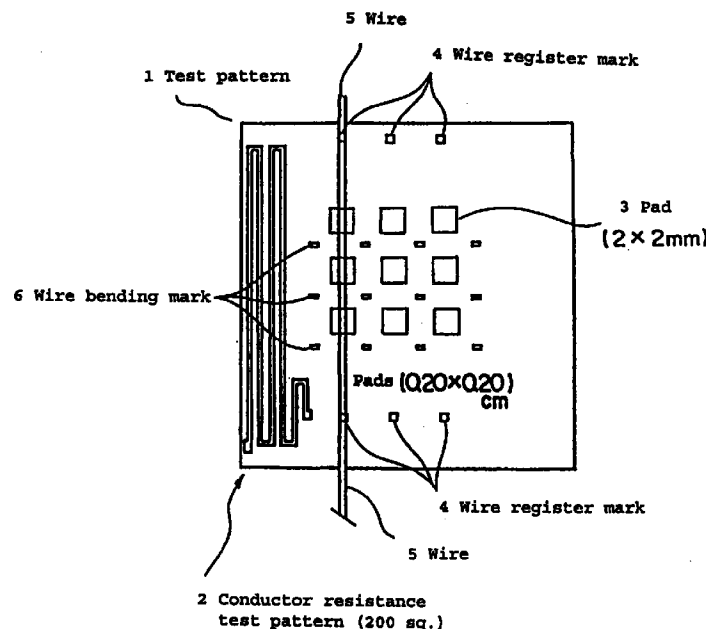 5 Wire
4 Wire register mark
1 Test pattern
3 Pad
(2×2mm)
6 Wire bending mark
Pads (0.20×0.20)
cm
4 Wire register mark
5 Wire
2 Conductor resistance
test pattern (200 sq.)